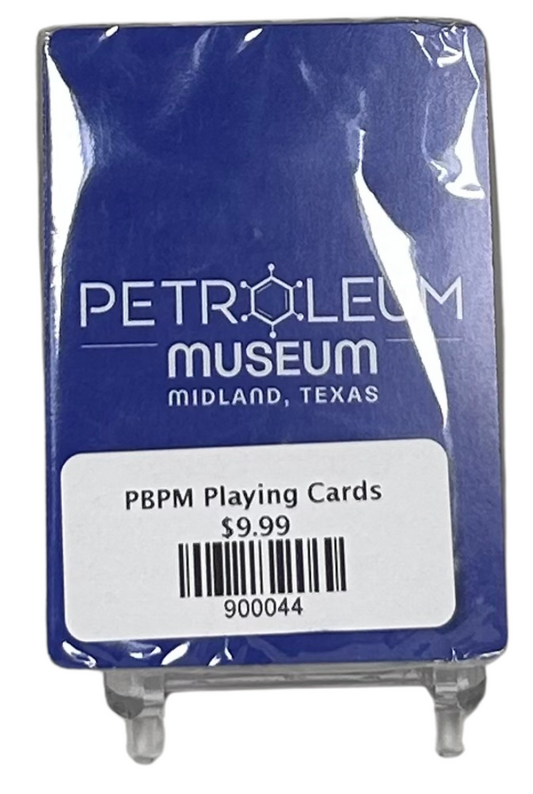 PETROLEUM
MUSEUM
MIDLAND, TEXAS
PBPM Playing Cards
$9.99
900044